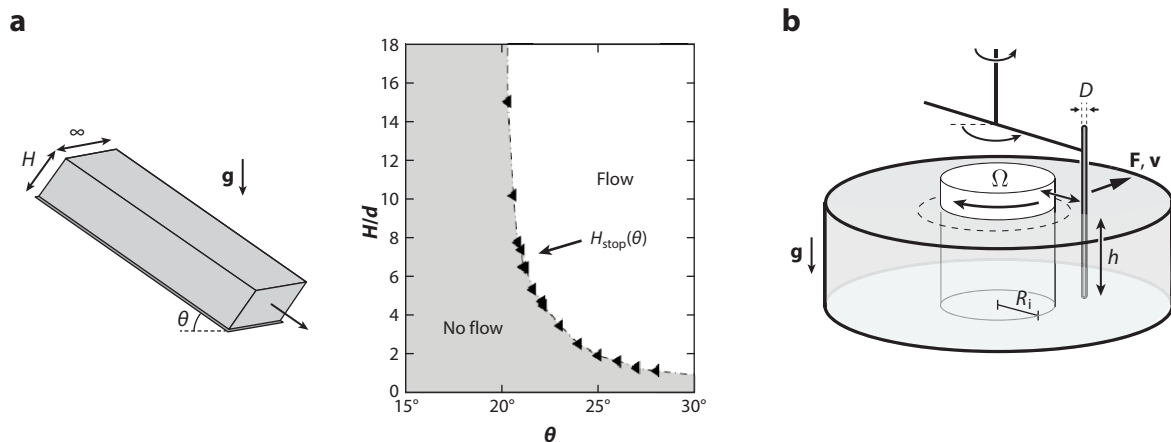 a
b
∞
H
g
θ
18
16
14
12
10
8
6
4
2
0
H/d
Flow
H_stop(θ)
No flow
15° 20° 25° 30°
θ
D
F, v
Ω
g
h
R_i